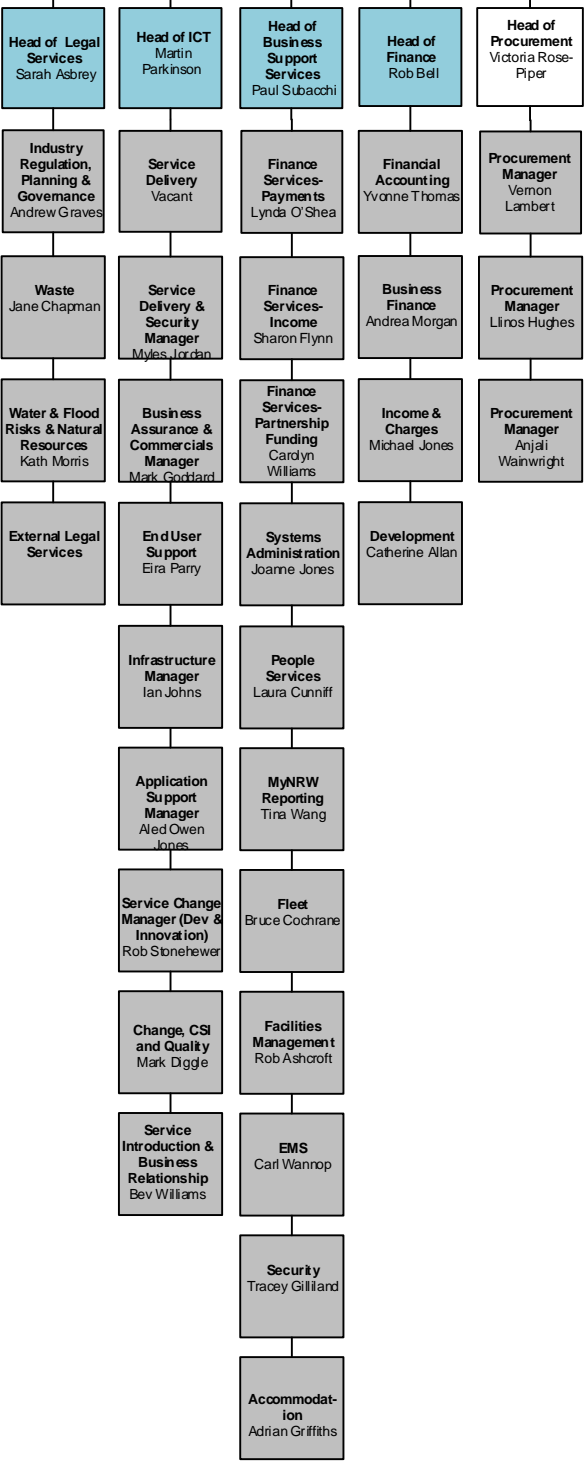 Head of Legal
Services
Sarah Asbrey
Industry
Regulation,
Planning &
Governance
Andrew Graves
Waste
Jane Chapman
Water & Flood
Risks & Natural
Resources
Kath Morris
External Legal
Services
Head of ICT
Martin
Parkinson
Service
Delivery
Vacant
Service
Delivery &
Security
Manager
Myles Jordan
Business
Assurance &
Commercials
Manager
Mark Goddard
End User
Support
Eira Parry
Infrastructure
Manager
Ian Johns
Application
Support
Manager
Aled Owen
Jones
Service Change
Manager (Dev &
Innovation)
Rob Stonehewer
Change, CSI
and Quality
Mark Diggle
Service
Introduction &
Business
Relationship
Bev Williams
Head of
Business
Support
Services
Paul Subacchi
Finance
Services-
Payments
Lynda O'Shea
Finance
Services-
Income
Sharon Flynn
Finance
Services-
Partnership
Funding
Carolyn
Williams
Systems
Administration
Joanne Jones
People
Services
Laura Cunniff
MyNRW
Reporting
Tina Wang
Fleet
Bruce Cochrane
Facilities
Management
Rob Ashcroft
EMS
Carl Wannop
Security
Tracey Gilliland
Accommodat-
ion
Adrian Griffiths
Head of
Finance
Rob Bell
Financial
Accounting
Yvonne Thomas
Business
Finance
Andrea Morgan
Income &
Charges
Michael Jones
Development
Catherine Allan
Head of
Procurement
Victoria Rose-
Piper
Procurement
Manager
Vernon
Lambert
Procurement
Manager
Llinos Hughes
Procurement
Manager
Anjali
Wainwright